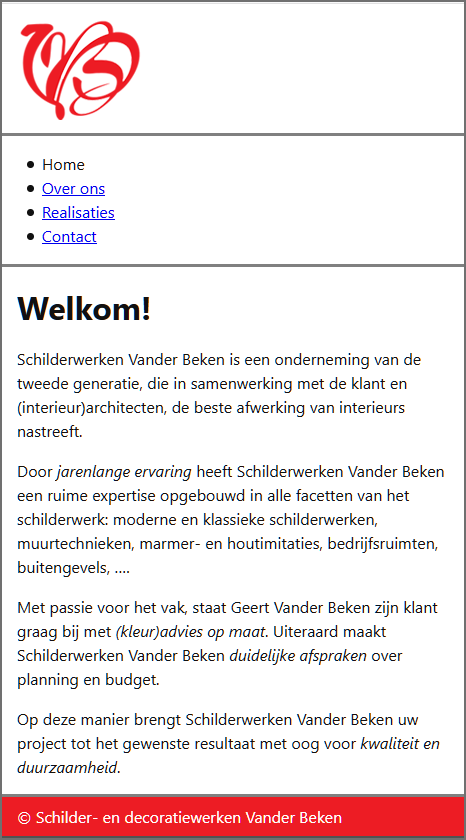 Home
Over ons
Realisaties
Contact
Welkom!
Schilderwerken Vander Beken is een onderneming van de
tweede generatie, die in samenwerking met de klant en
(interieur)architecten, de beste afwerking van interieurs
nastreeft.
Door jarenlange ervaring heeft Schilderwerken Vander Beken
een ruime expertise opgebouwd in alle facetten van het
schilderwerk: moderne en klassieke schilderwerken,
muurtechnieken, marmer- en houtimitaties, bedrijfsruimten,
buitengevels, ....
Met passie voor het vak, staat Geert Vander Beken zijn klant
graag bij met (kleur)advies op maat. Uiteraard maakt
Schilderwerken Vander Beken duidelijke afspraken over
planning en budget.
Op deze manier brengt Schilderwerken Vander Beken uw
project tot het gewenste resultaat met oog voor kwaliteit en
duurzaamheid.
© Schilder- en decoratiewerken Vander Beken